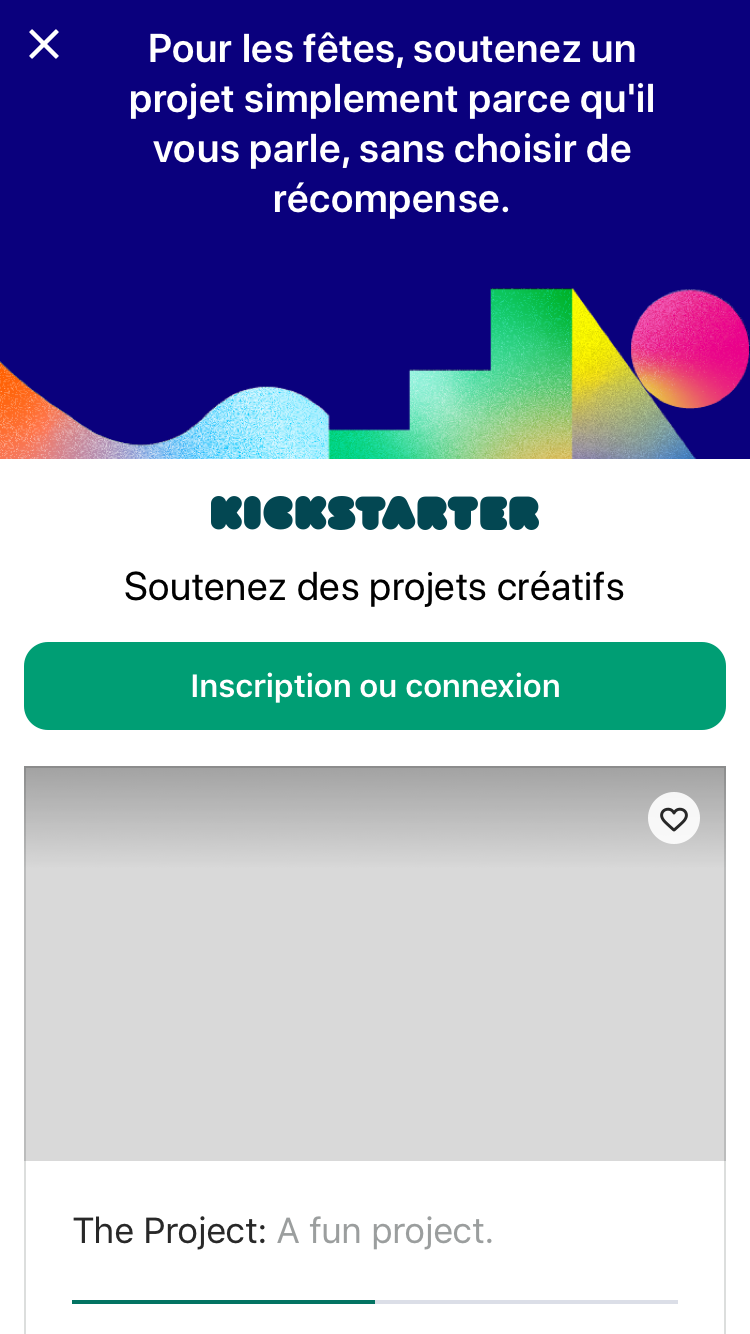 Pour les fêtes, soutenez un
projet simplement parce qu'il
vous parle, sans choisir de
récompense.
KICKSTARTER
Soutenez des projets créatifs
Inscription ou connexion
The Project: A fun project.